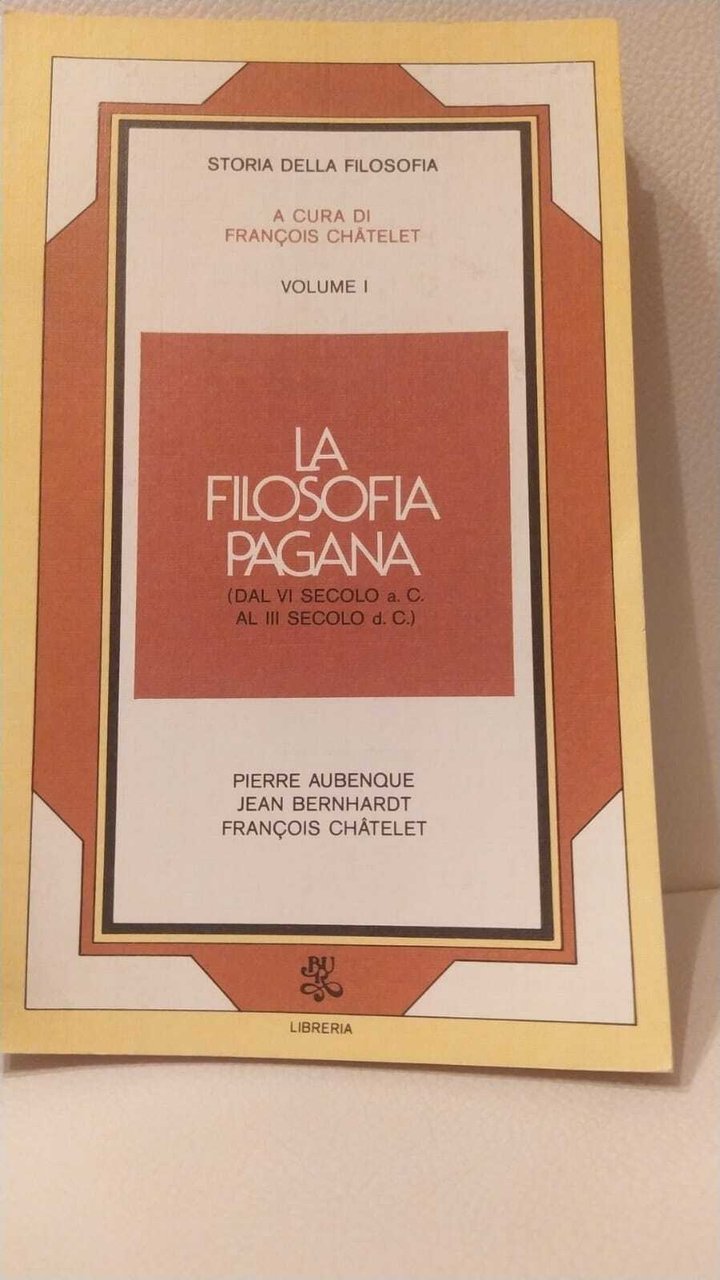 STORIA DELLA FILOSOFIA
A CURA DI
FRANÇOIS CHÂTELET
VOLUME I
LA
FILOSOFIA
PAGANA
(DAL VI SECOLO a. C.
AL III SECOLO d. C.)
PIERRE AUBENQUE
JEAN BERNHARDT
FRANÇOIS CHÂTELET
BUR
LIBRERIA